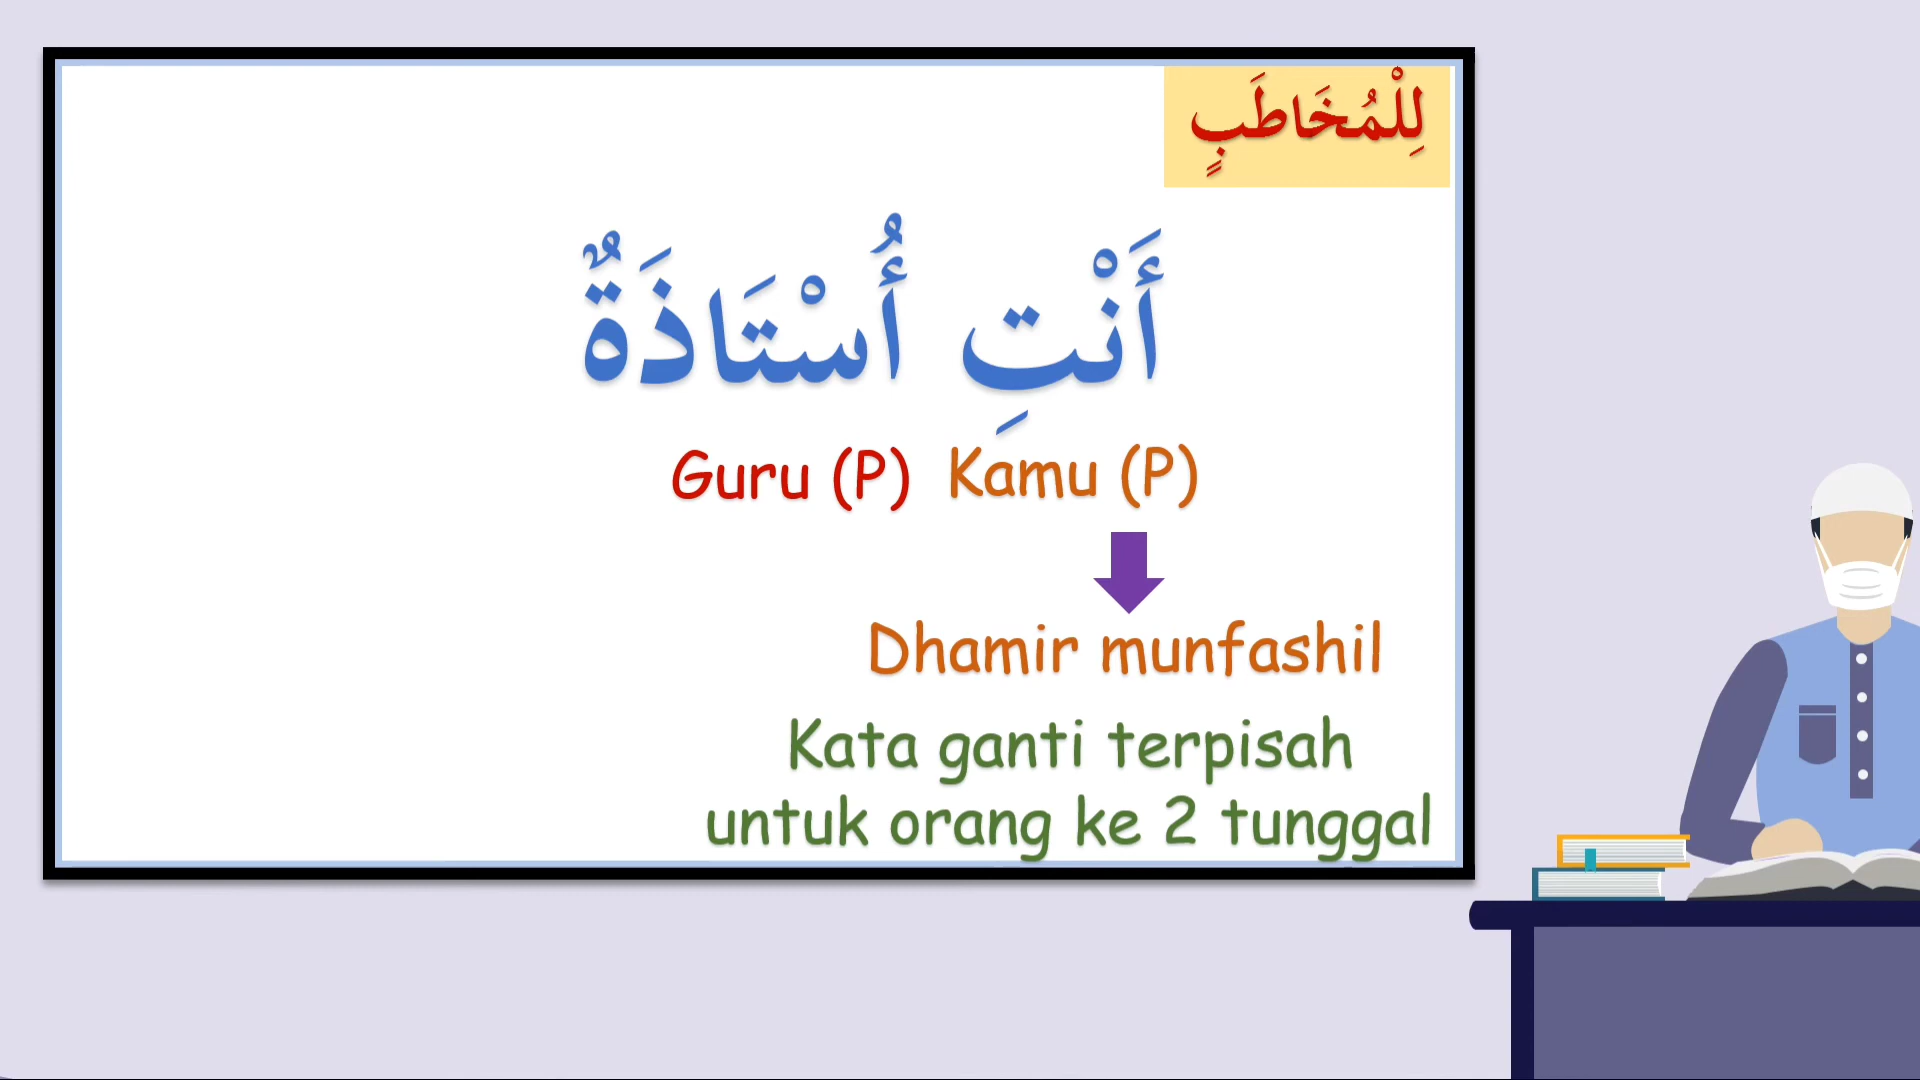 لِلْمُخَاطَبٍ
أَنْتِ أُسْتَاذَةٌ
Guru (P) Kamu (P)
Dhamir munfashil
Kata ganti terpisah
untuk orang ke 2 tunggal